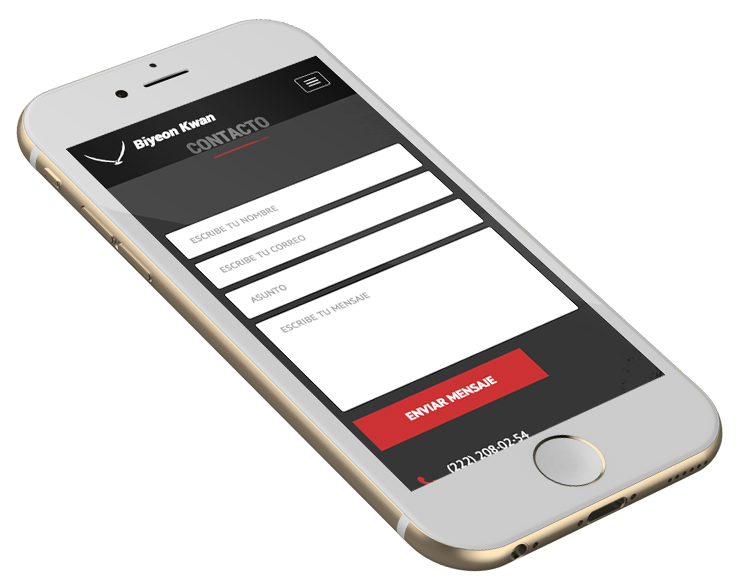 Biyeon Kwan
CONTACTO
ESCRIBE TU NOMBRE
ESCRIBE TU CORREO
ASUNTO
ESCRIBE TU MENSAJE
ENVIAR MENSAJE
(222) 208-02-54